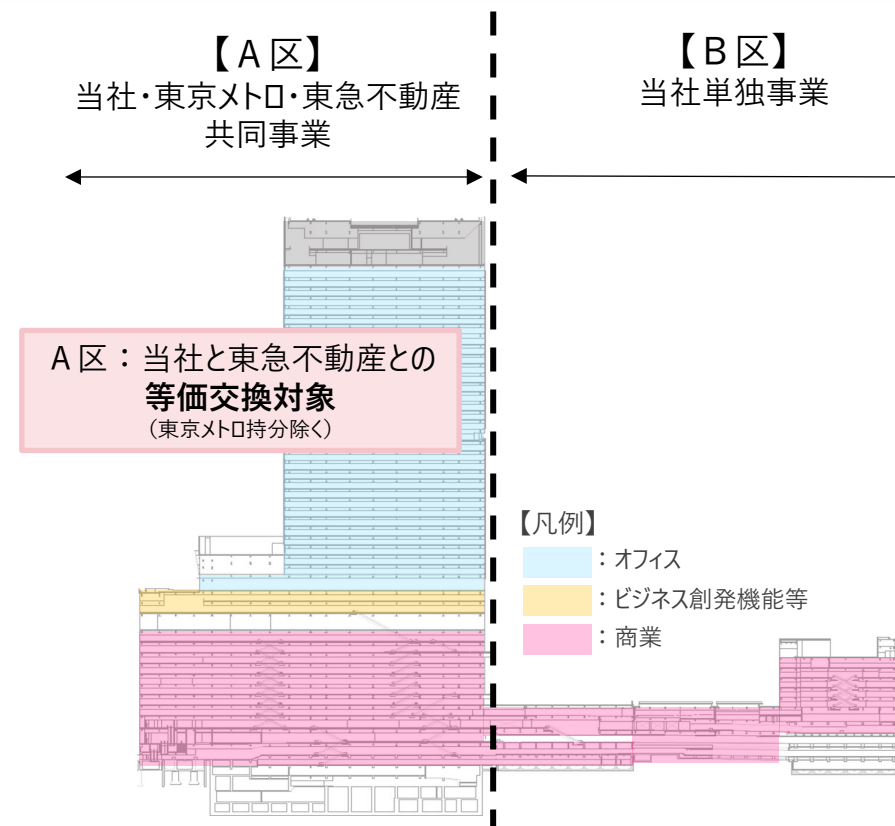 【A区】
当社・東京メトロ・東急不動産
共同事業
【B区】
当社単独事業
A区:当社と東急不動産との
等価交換対象
(東京メトロ持分除く)
【凡例】
:オフィス
:ビジネス創発機能等
:商業